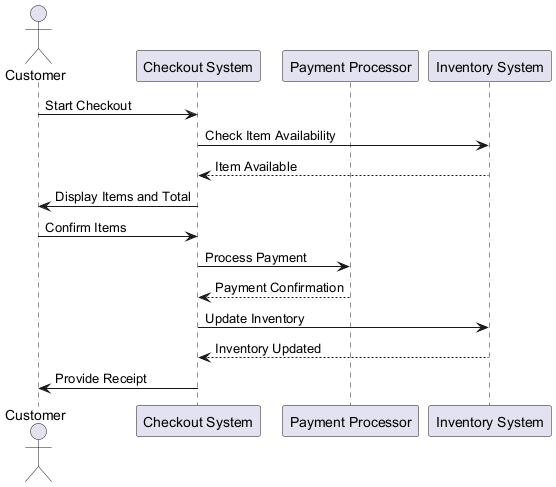 Customer
Checkout System
Payment Processor
Inventory System
Start Checkout
Check Item Availability
Item Available
Display Items and Total
Confirm Items
Process Payment
Payment Confirmation
Update Inventory
Inventory Updated
Provide Receipt
Customer
Checkout System
Payment Processor
Inventory System